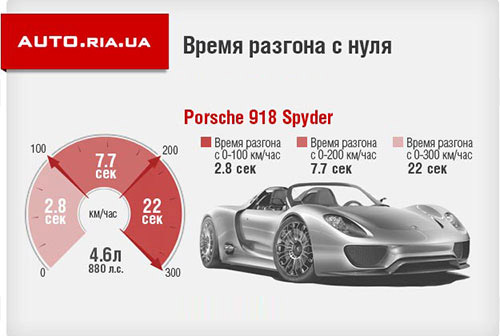 AUTO.RIA.UA
Время разгона с нуля
Porsche 918 Spyder
Время разгона
с 0-100 км/час
2.8 сек
Время разгона
с 0-200 км/час
7.7 сек
Время разгона
с 0-300 км/час
22 сек
100
200
7.7
сек
2.8
сек
22
сек
км/час
0
300
4.6л
880 л.с.